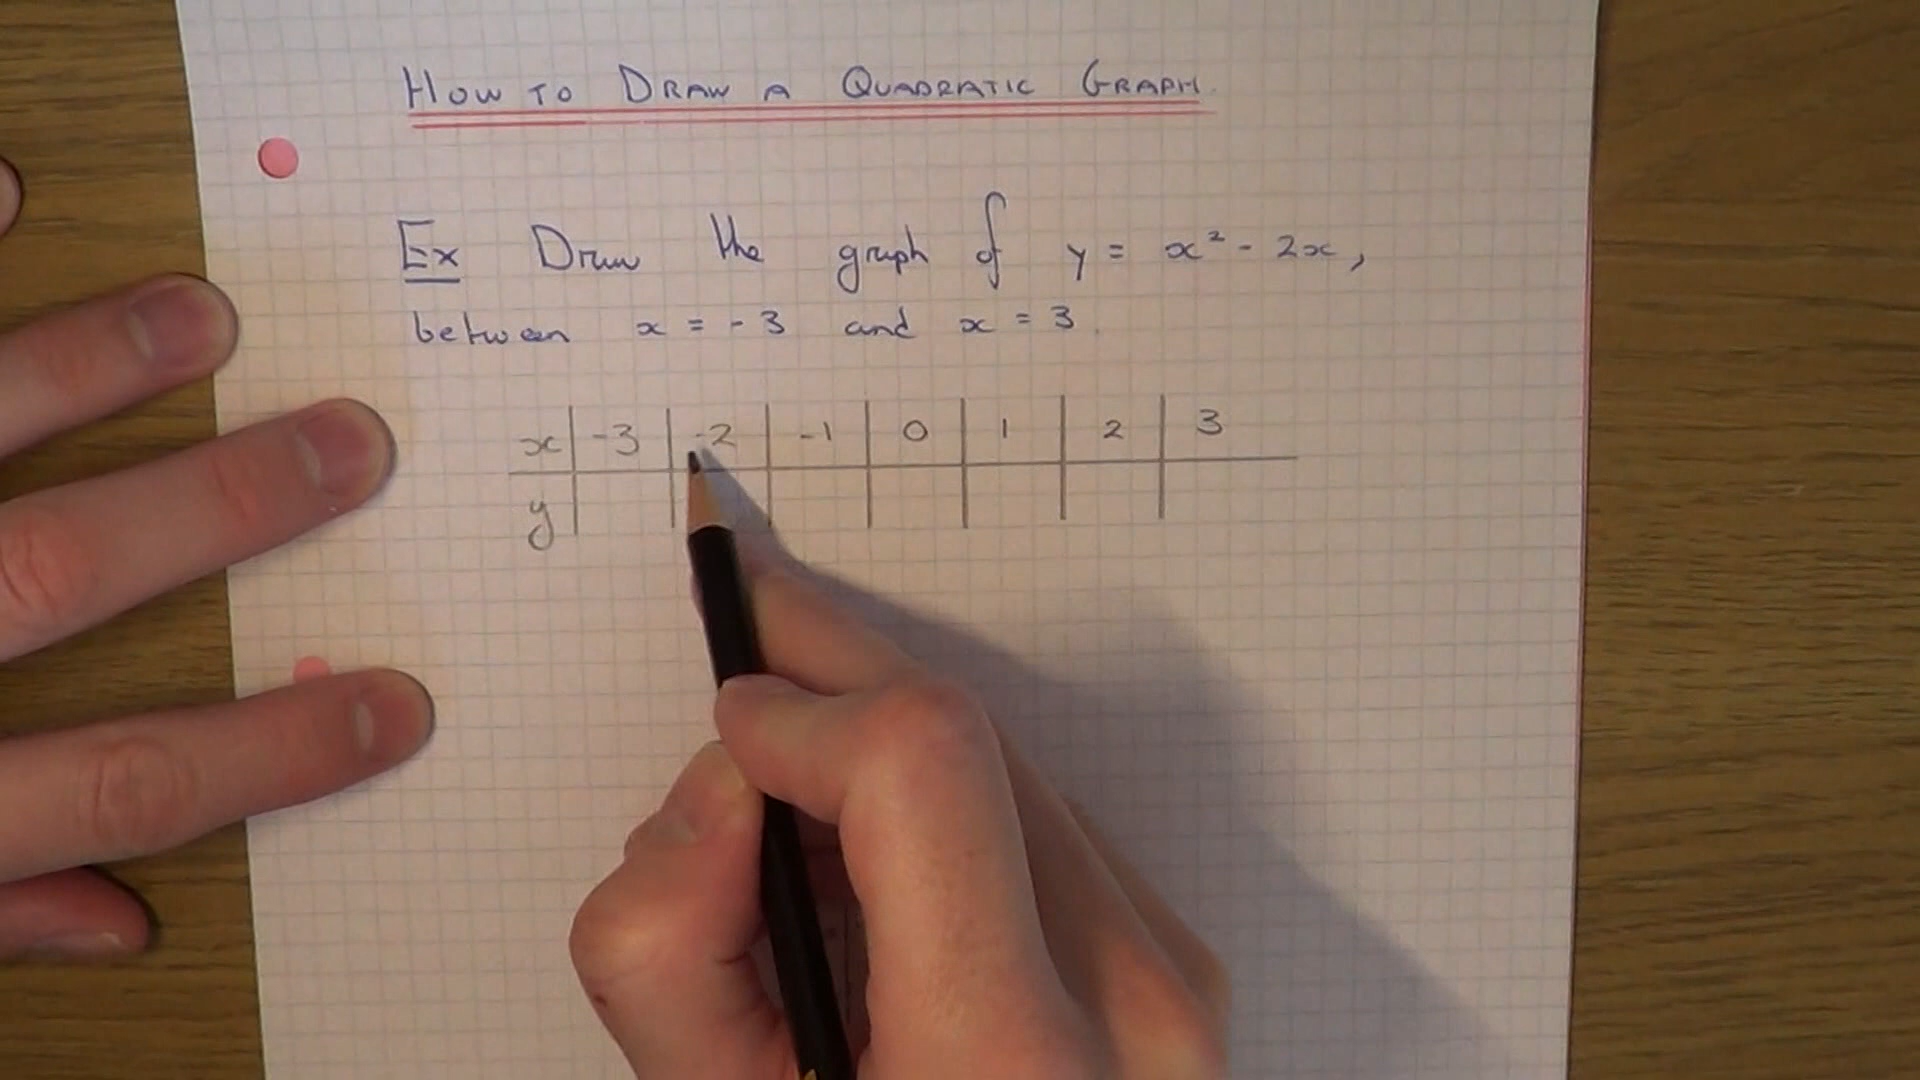 HOW TO DRAW A QUADRATIC GRAPH.
Ex Draw the graph of y = x² - 2x,
between x = -3 and x = 3.
x -3 -2 -1 0 1 2 3
y